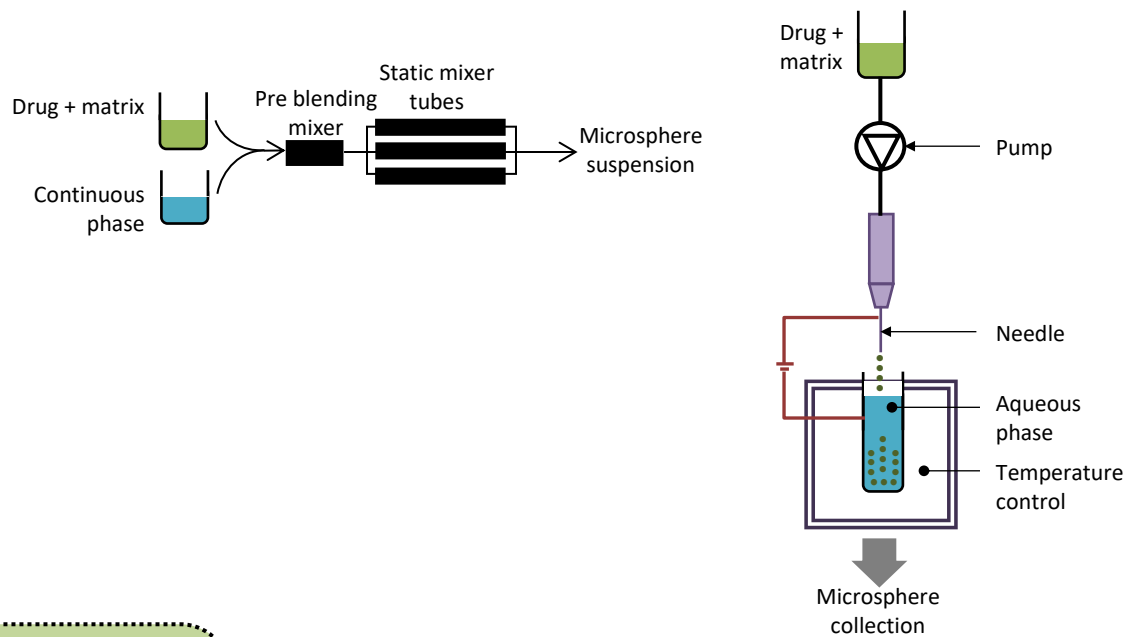 Drug + matrix
Continuous
phase
Pre blending
mixer
Static mixer
tubes
Microsphere
suspension
Drug +
matrix
Pump
Needle
Aqueous
phase
Temperature
control
Microsphere
collection